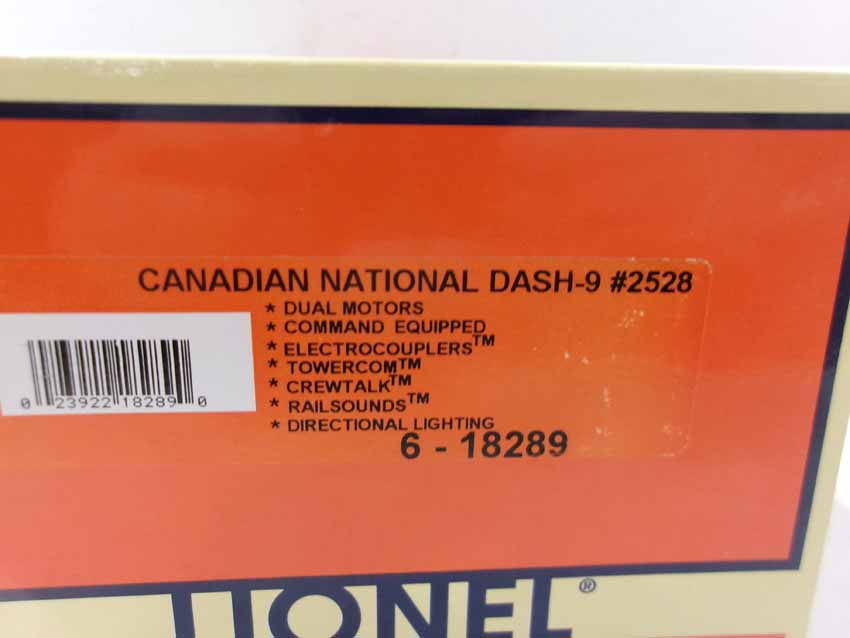 CANADIAN NATIONAL DASH-9 #2528
* DUAL MOTORS
* COMMAND EQUIPPED
* ELECTROCOUPLERS™
* TOWERCOM™
* CREWTALK™
* RAILSOUNDS™
* DIRECTIONAL LIGHTING
6 - 18289
0 23922 18289 0
LIONEL®